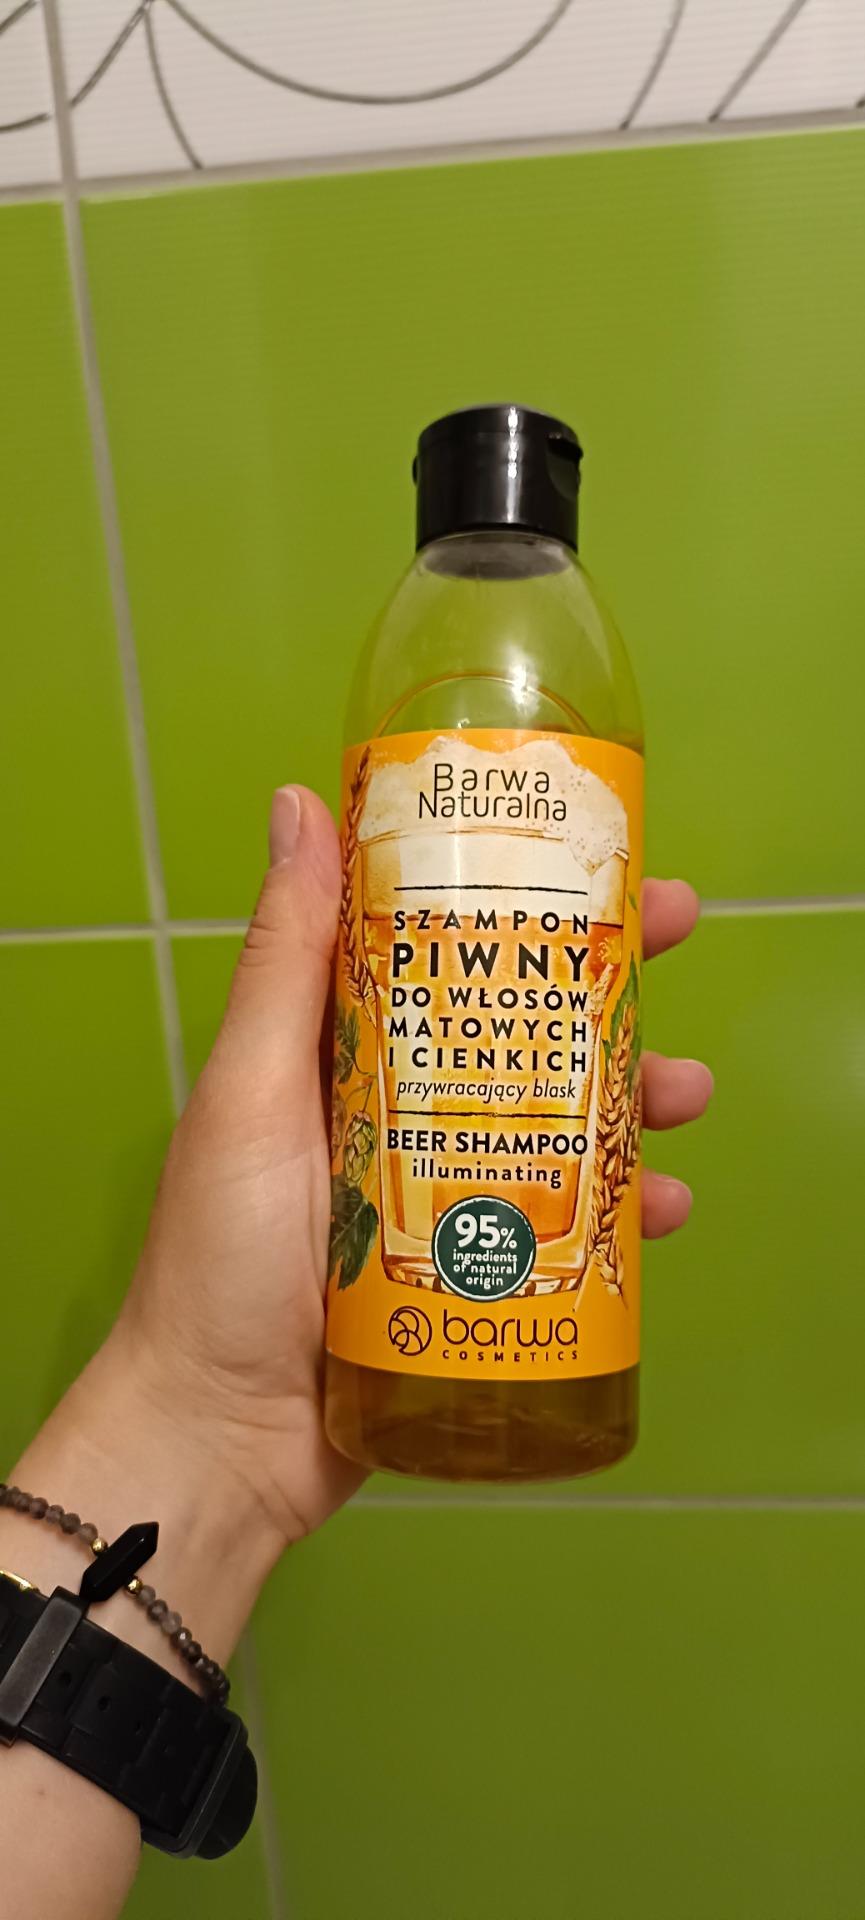 Barwa
Naturalna
SZAMPON
PIWNY
DO WŁOSÓW
MATOWYCH
I CIENKICH
przywracający blask
BEER SHAMPOO
illuminating
95%
ingredients
of natural
origin
barwa
COSMETICS